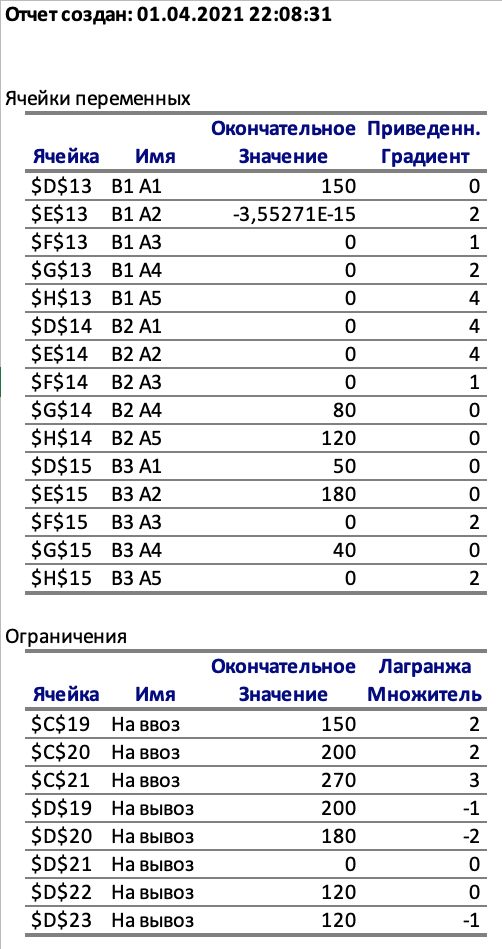 Отчет создан: 01.04.2021 22:08:31
Ячейки переменных
Окончательное Приведенн.
Ячейка Имя Значение Градиент
$D$13 B1 A1 150 0
$E$13 B1 A2 -3,55271E-15 2
$F$13 B1 A3 0 1
$G$13 B1 A4 0 2
$H$13 B1 A5 0 4
$D$14 B2 A1 0 4
$E$14 B2 A2 0 4
$F$14 B2 A3 0 1
$G$14 B2 A4 80 0
$H$14 B2 A5 120 0
$D$15 B3 A1 50 0
$E$15 B3 A2 180 0
$F$15 B3 A3 0 2
$G$15 B3 A4 40 0
$H$15 B3 A5 0 2
Ограничения
Окончательное Лагранжа
Ячейка Имя Значение Множитель
$C$19 На ввоз 150 2
$C$20 На ввоз 200 2
$C$21 На ввоз 270 3
$D$19 На вывоз 200 -1
$D$20 На вывоз 180 -2
$D$21 На вывоз 0 0
$D$22 На вывоз 120 0
$D$23 На вывоз 120 -1